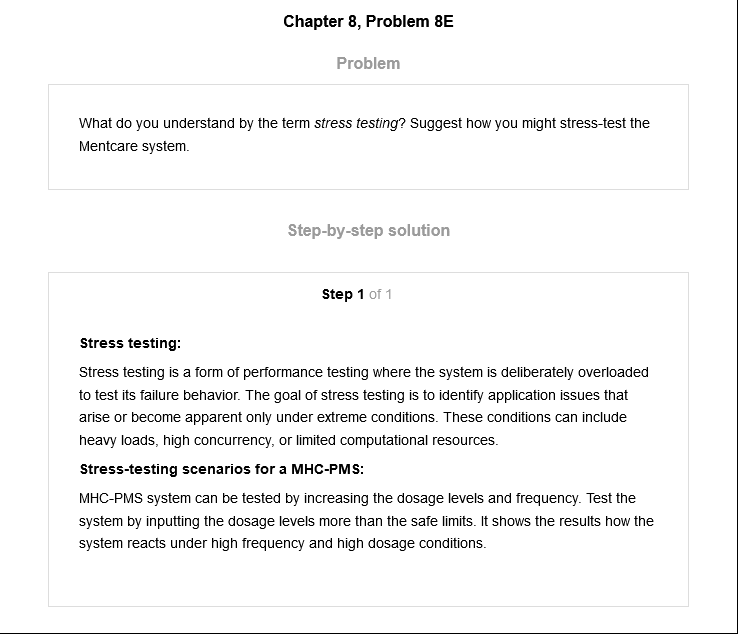 Chapter 8, Problem 8E
Problem
What do you understand by the term stress testing? Suggest how you might stress-test the
Mentcare system.
Step-by-step solution
Step 1 of 1
Stress testing:
Stress testing is a form of performance testing where the system is deliberately overloaded
to test its failure behavior. The goal of stress testing is to identify application issues that
arise or become apparent only under extreme conditions. These conditions can include
heavy loads, high concurrency, or limited computational resources.
Stress-testing scenarios for a MHC-PMS:
MHC-PMS system can be tested by increasing the dosage levels and frequency. Test the
system by inputting the dosage levels more than the safe limits. It shows the results how the
system reacts under high frequency and high dosage conditions.